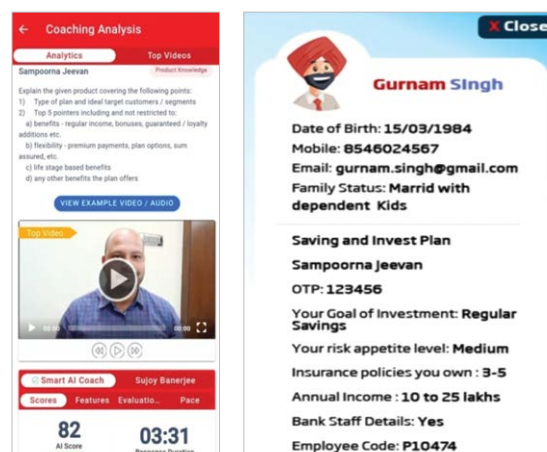 Coaching Analysis
Analytics
Top Videos
Sampoorna Jeevan
Product Knowledge
Explain the given product covering the following points:
1) Type of plan and ideal target customers / segments
2) Top 5 pointers including and not restricted to:
a) benefits - regular income, bonuses, guaranteed / loyalty
additions etc.
b) flexibility - premium payments, plan options, sum
assured, etc.
c) life stage based benefits
d) any other benefits the plan offers
VIEW EXAMPLE VIDEO / AUDIO
Top Video
00:00
00:00
Smart AI Coach
Sujoy Banerjee
Scores
Features
Evaluatio...
Pace
82
AI Score
03:31
Response Duration
X Close
Gurnam Singh
Date of Birth: 15/03/1984
Mobile: 8546024567
Email: gurnam.singh@gmail.com
Family Status: Marrid with
dependent Kids
Saving and Invest Plan
Sampoorna Jeevan
OTP: 123456
Your Goal of Investment: Regular
Savings
Your risk appetite level: Medium
Insurance policies you own : 3-5
Annual Income : 10 to 25 lakhs
Bank Staff Details: Yes
Employee Code: P10474